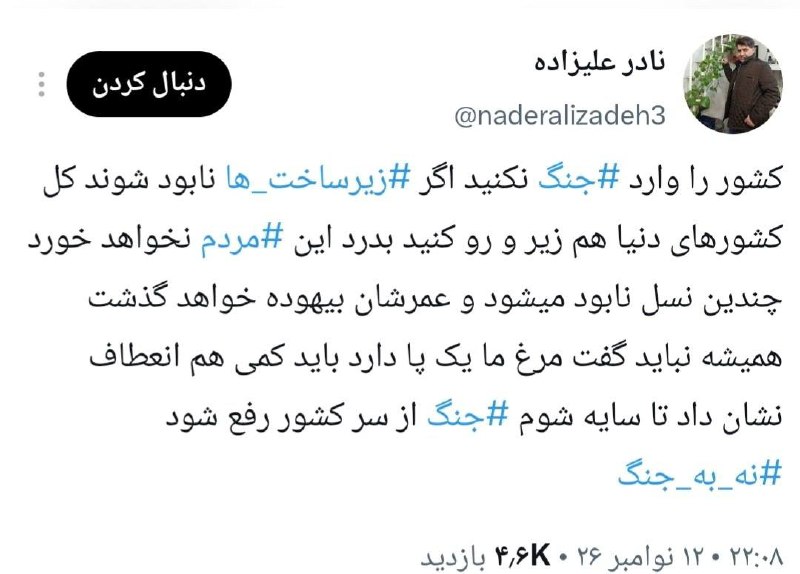 نادر علیزاده
دنبال کردن
@naderalizadeh3
کشور را وارد #جنگ نکنید اگر #زیرساخت_ها نابود شوند کل
کشورهای دنیا هم زیر و رو کنید بدرد این #مردم نخواهد خورد
چندین نسل نابود میشود و عمرشان بیهوده خواهد گذشت
همیشه نباید گفت مرغ ما یک پا دارد باید کمی هم انعطاف
نشان داد تا سایه شوم #جنگ از سر کشور رفع شود
#نه_به_جنگ
۲۲:۰۸ • ۱۲ نوامبر ۲۶ • ۴٫۶K بازدید